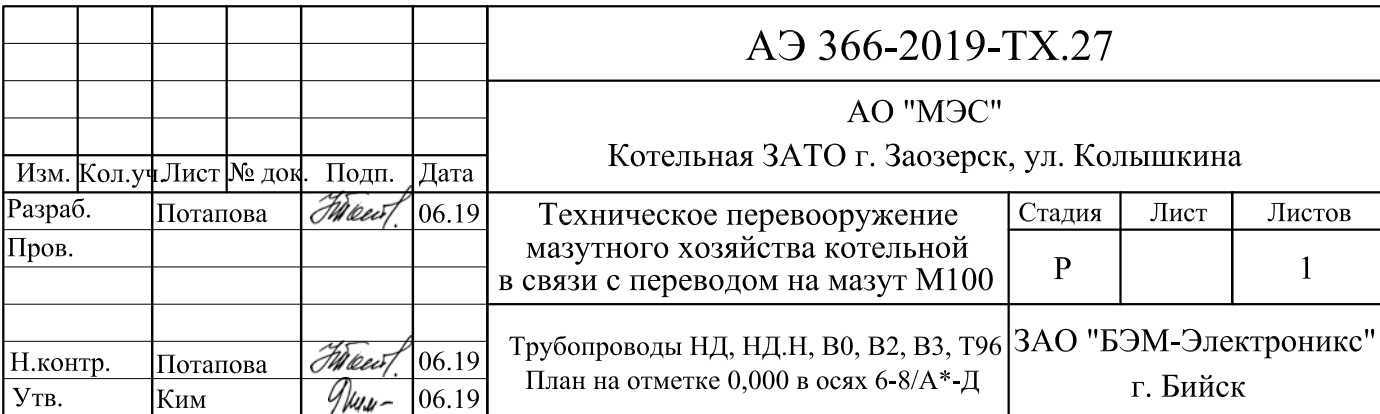 АЭ 366-2019-ТХ.27
АО "МЭС"
Котельная ЗАТО г. Заозерск, ул. Колышкина
Изм. Кол.уч. Лист № док. Подп. Дата
Разраб. Потапова 06.19
Пров.
Н.контр. Потапова 06.19
Утв. Ким 06.19
Техническое перевооружение
мазутного хозяйства котельной
в связи с переводом на мазут М100
Стадия Лист Листов
Р 1
Трубопроводы НД, НД.Н, В0, В2, В3, Т96
План на отметке 0,000 в осях 6-8/А*-Д
ЗАО "БЭМ-Электроникс"
г. Бийск